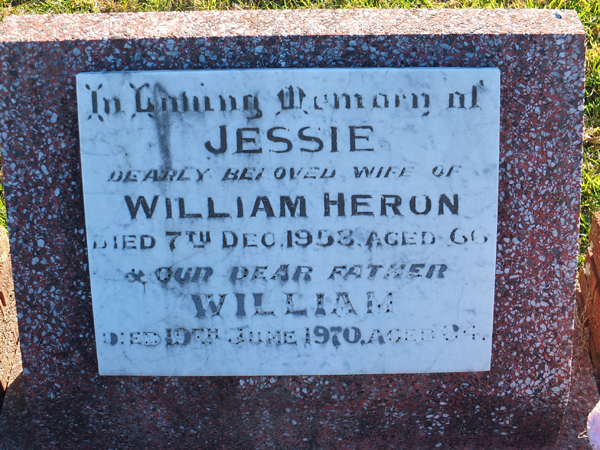 In Loving Memory of
JESSIE
DEARLY BELOVED WIFE OF
WILLIAM HERON
DIED 7TH DEC. 1958. AGED 66
& OUR DEAR FATHER
WILLIAM
DIED 19TH JUNE 1970. AGED